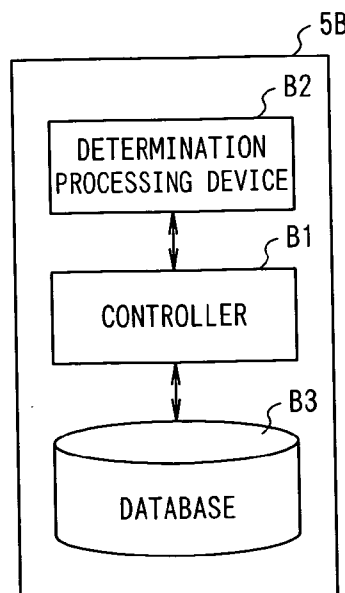 5B
B2
DETERMINATION
PROCESSING DEVICE
B1
CONTROLLER
B3
DATABASE